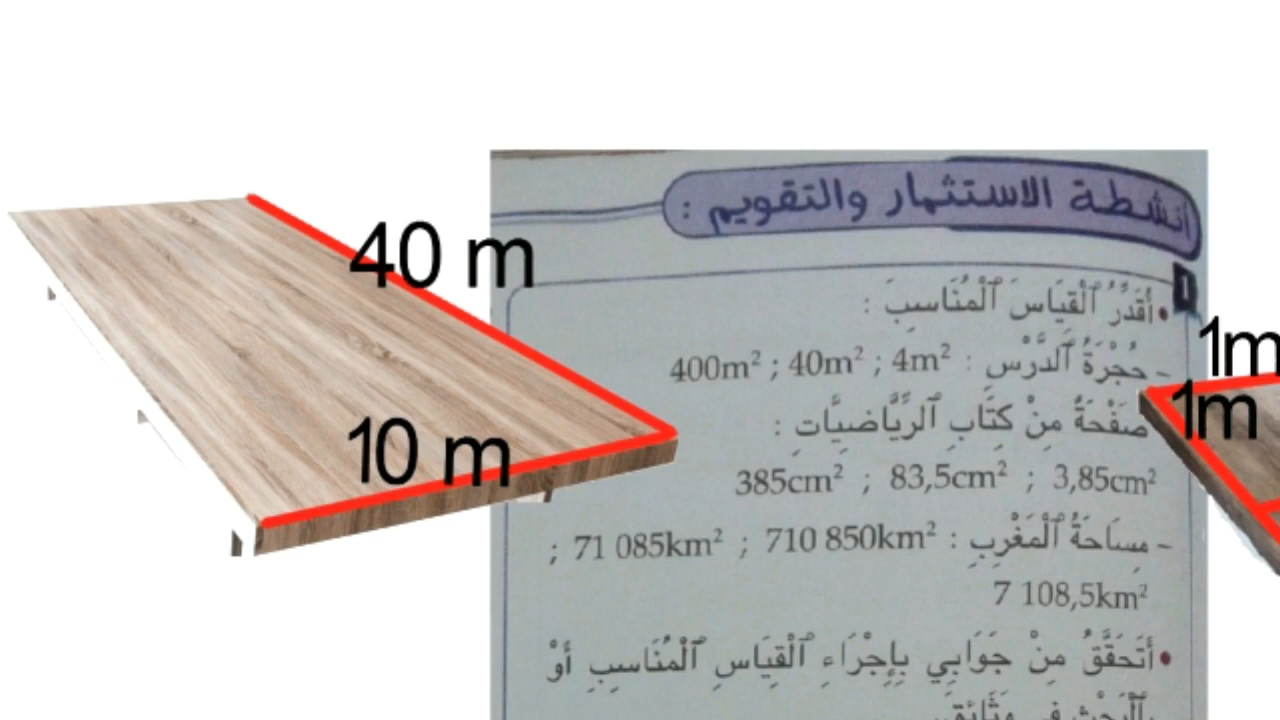 أنشطة الاستثمار والتقويم :
1
• أُقَدِّرُ ٱلْقِيَاسَ ٱلْمُنَاسِبَ :
– حُجْرَةُ ٱلدَّرْسِ : 4m² ; 40m² ; 400m²
صَفْحَةٌ مِنْ كِتَابِ ٱلرِّيَّاضِيَّاتِ :
385cm² ; 83,5cm² ; 3,85cm²
– مِسَاحَةُ ٱلْمَغْرِبِ : 710 850km² ; 71 085km² ;
7 108,5km²
• أَتَحَقَّقُ مِنْ جَوَابِي بِإِجْرَاءِ ٱلْقِيَاسِ ٱلْمُنَاسِبِ أَوْ
40 m
10 m
1m
1m